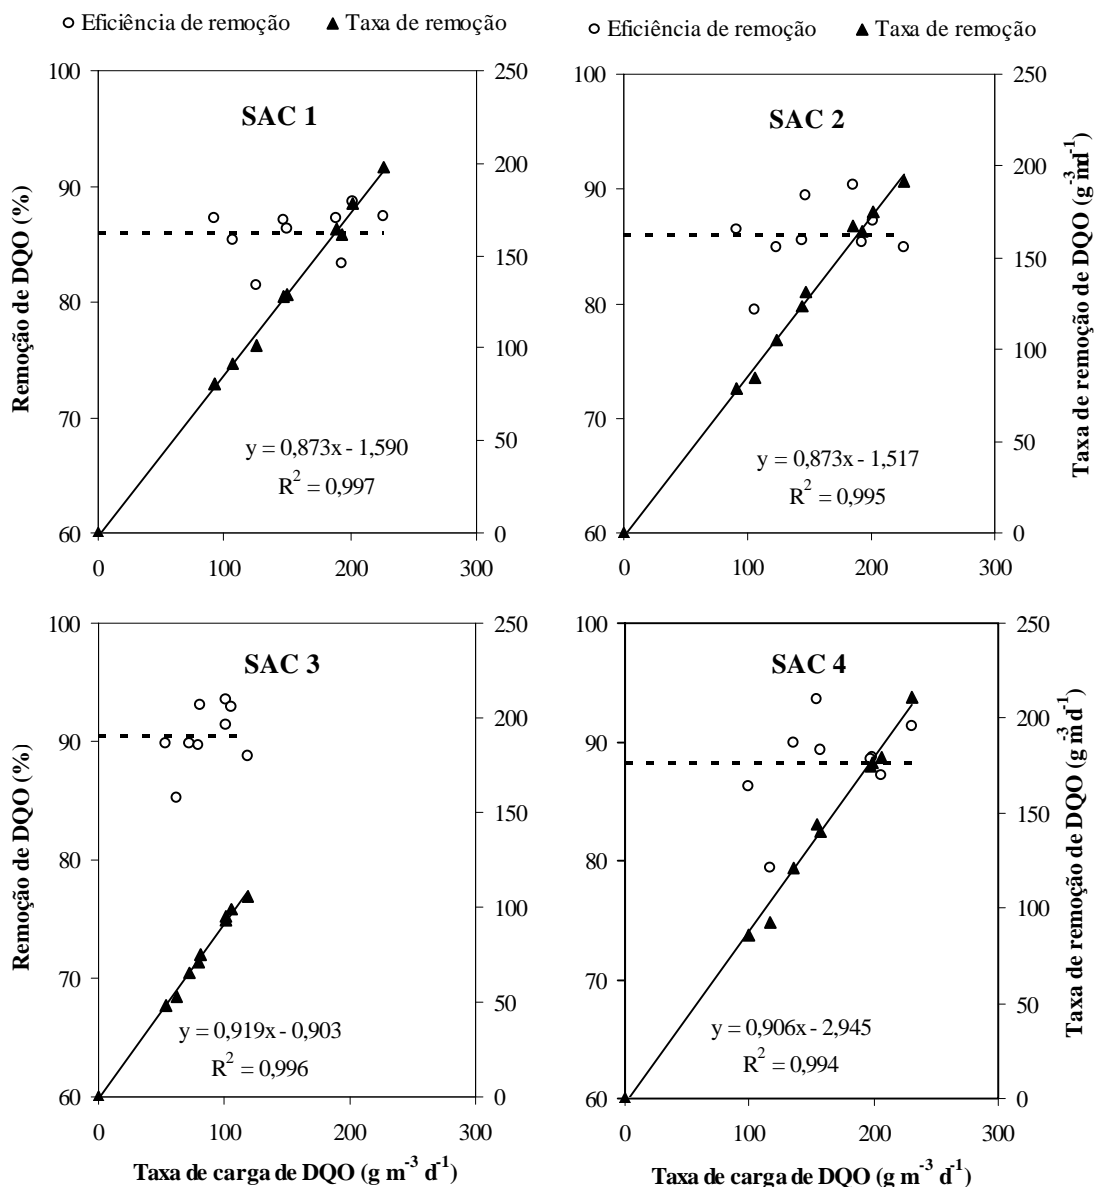 ○ Eficiência de remoção ▲ Taxa de remoção
○ Eficiência de remoção ▲ Taxa de remoção
SAC 1
100
90
80
70
60
250
200
150
100
50
0
0 100 200 300
Remoção de DQO (%)
y = 0,873x - 1,590
R² = 0,997
SAC 2
100
90
80
70
60
250
200
150
100
50
0
0 100 200 300
Taxa de remoção de DQO (g⁻³md⁻¹)
y = 0,873x - 1,517
R² = 0,995
SAC 3
100
90
80
70
60
250
200
150
100
50
0
0 100 200 300
Remoção de DQO (%)
y = 0,919x - 0,903
R² = 0,996
Taxa de carga de DQO (g m⁻³ d⁻¹)
SAC 4
100
90
80
70
60
250
200
150
100
50
0
0 100 200 300
Taxa de remoção de DQO (g m⁻³ d⁻¹)
y = 0,906x - 2,945
R² = 0,994
Taxa de carga de DQO (g m⁻³ d⁻¹)